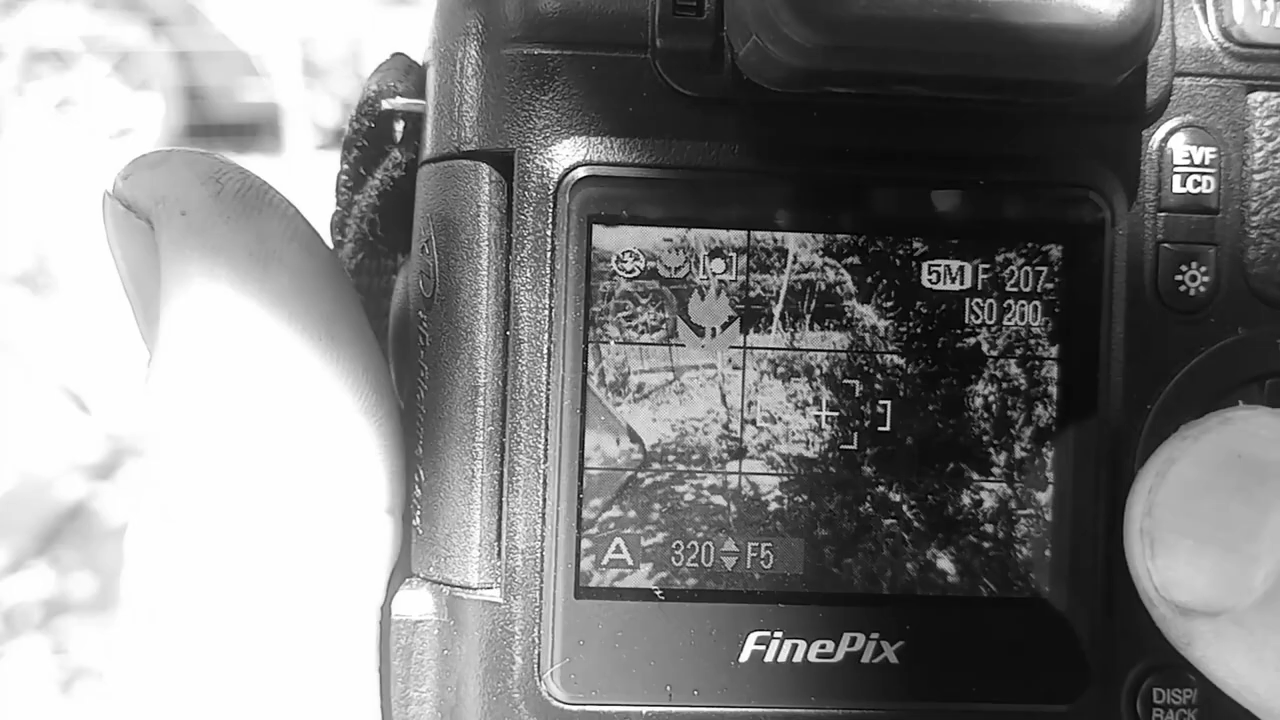 EVF
LCD
5M F 207
ISO 200
A 320 F5
FinePix
DISP/
BACK